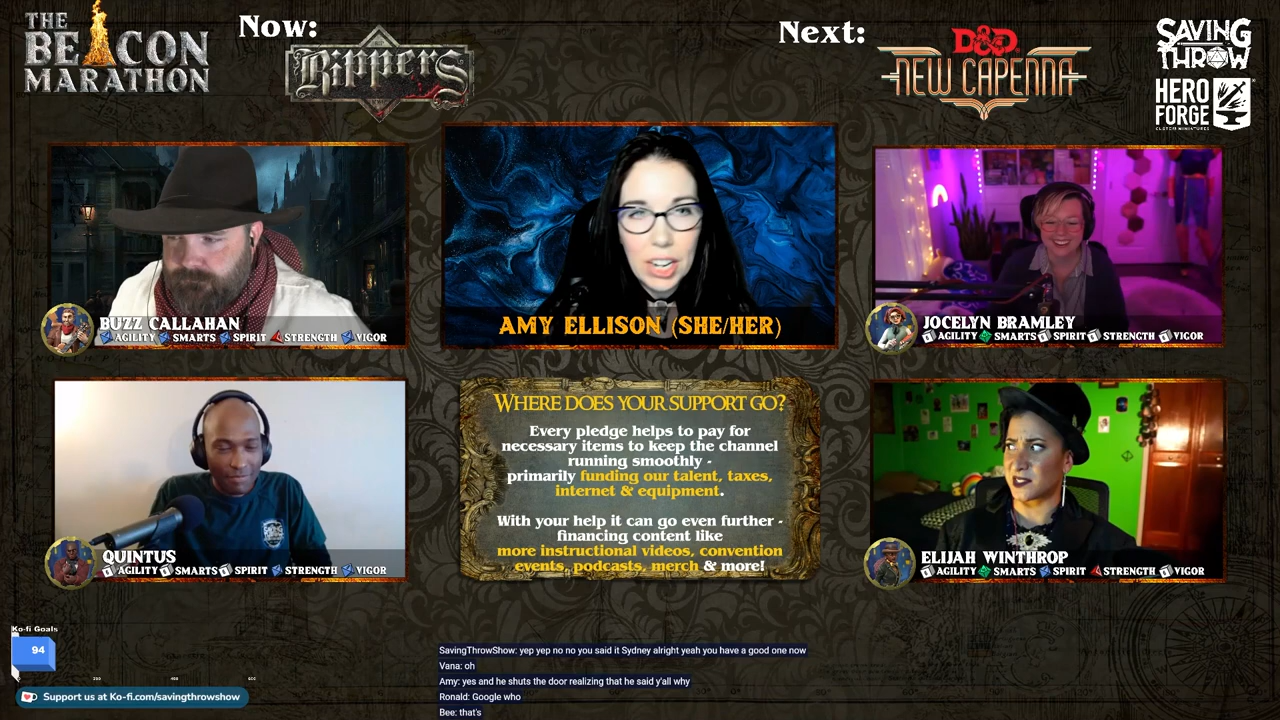 THE
BEACON
MARATHON
Now:
Rippers
Next:
D&D
NEW CAPENNA
SAVING
THROW
HERO
FORGE
CUSTOM MINIATURES
BUZZ CALLAHAN
AGILITY SMARTS SPIRIT STRENGTH VIGOR
AMY ELLISON (SHE/HER)
JOCELYN BRAMLEY
AGILITY SMARTS SPIRIT STRENGTH VIGOR
QUINTUS
AGILITY SMARTS SPIRIT STRENGTH VIGOR
WHERE DOES YOUR SUPPORT GO?
Every pledge helps to pay for
necessary items to keep the channel
running smoothly -
primarily funding our talent, taxes,
internet & equipment.
With your help it can go even further -
financing content like
more instructional videos, convention
events, podcasts, merch & more!
ELIJAH WINTHROP
AGILITY SMARTS SPIRIT STRENGTH VIGOR
Ko-fi Goals
94
Support us at Ko-fi.com/savingthrowshow
SavingThrowShow: yep yep no no you said it Sydney alright yeah you have a good one now
Vana: oh
Amy: yes and he shuts the door realizing that he said y'all why
Ronald: Google who
Bee: that's